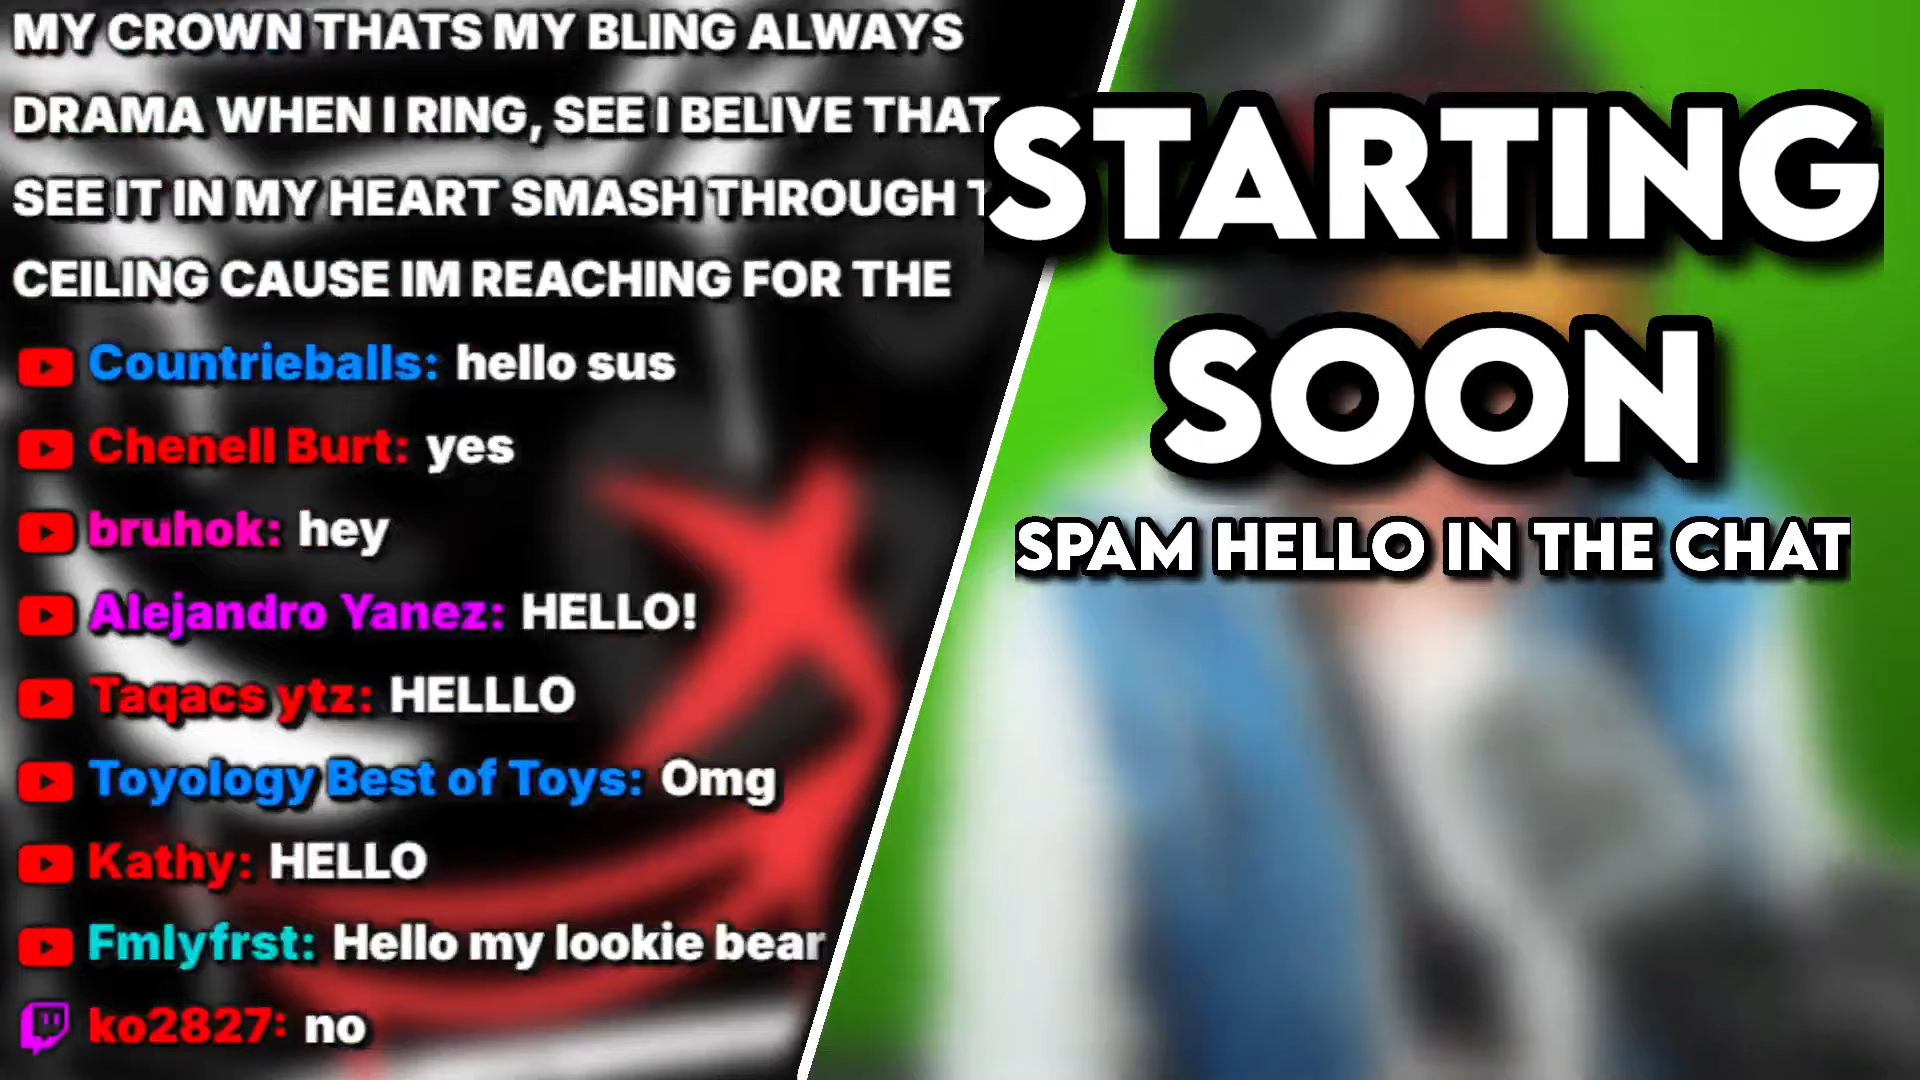 MY CROWN THATS MY BLING ALWAYS
DRAMA WHEN I RING, SEE I BELIVE THAT
SEE IT IN MY HEART SMASH THROUGH T
CEILING CAUSE IM REACHING FOR THE
Countrieballs: hello sus
Chenell Burt: yes
bruhok: hey
Alejandro Yanez: HELLO!
Taqacs ytz: HELLLO
Toyology Best of Toys: Omg
Kathy: HELLO
Fmlyfrst: Hello my lookie bear
ko2827: no
STARTING
SOON
SPAM HELLO IN THE CHAT